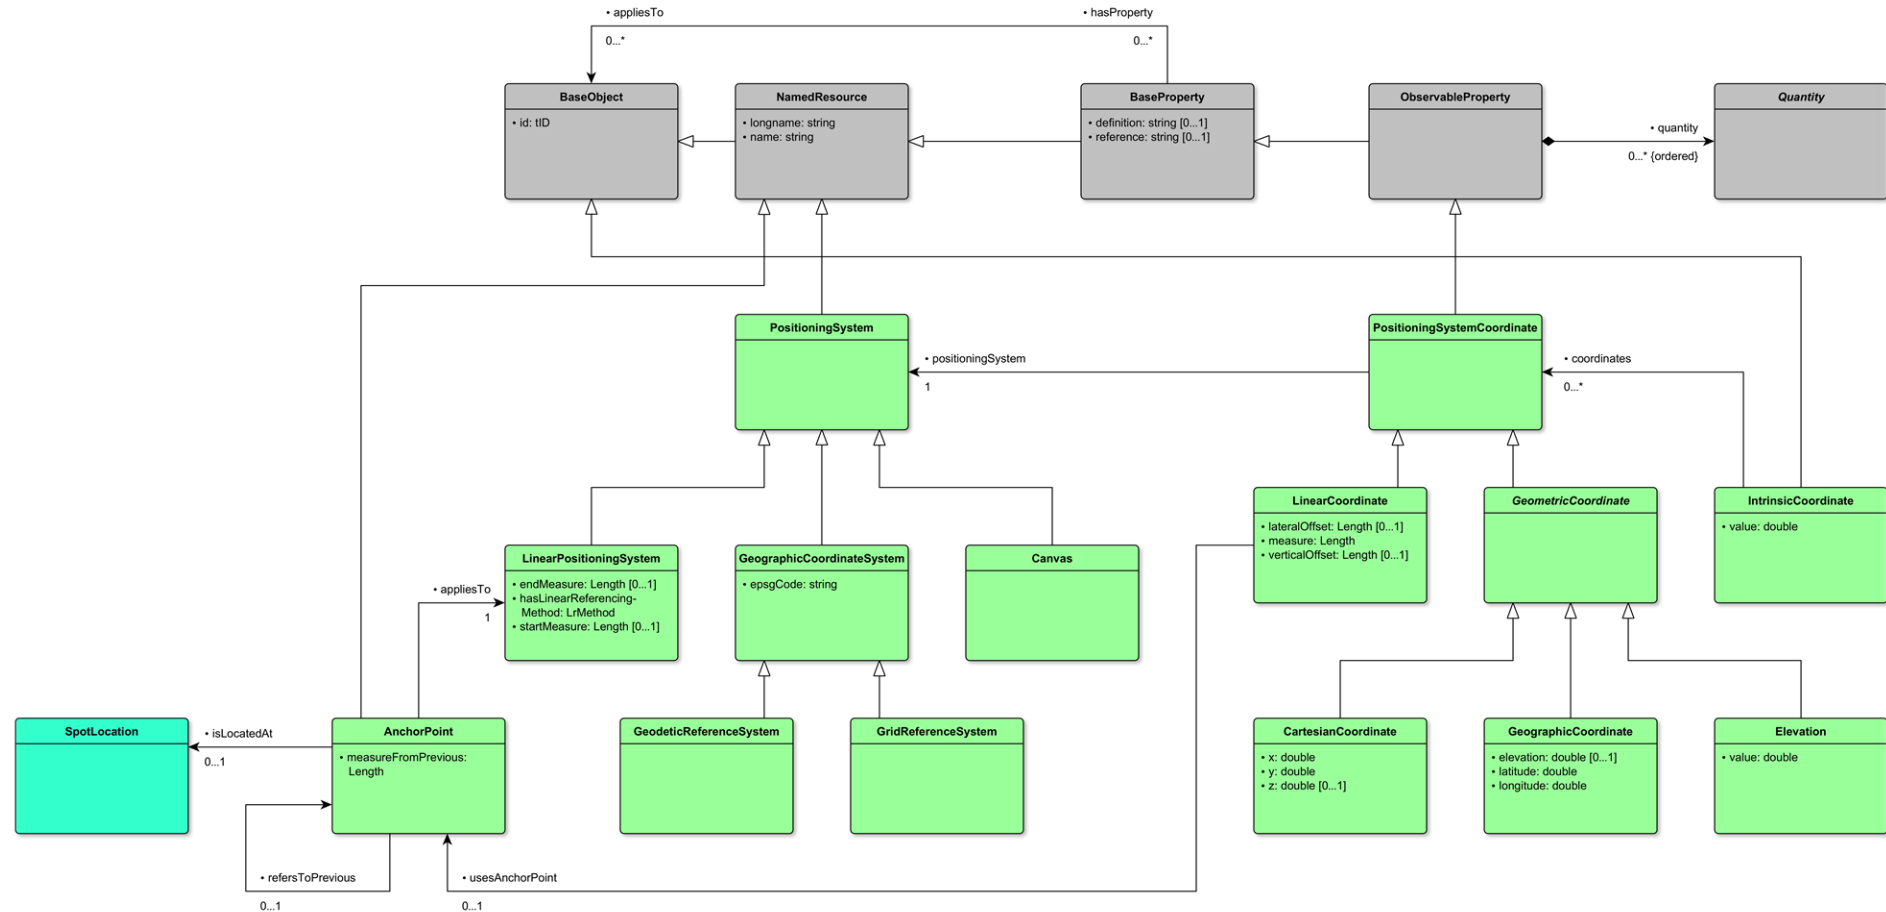 • appliesTo
• hasProperty
0...*
0...*
BaseObject
• id: tID
NamedResource
• longname: string
• name: string
BaseProperty
• definition: string [0...1]
• reference: string [0...1]
ObservableProperty
• quantity
0...* {ordered}
Quantity
PositioningSystem
• positioningSystem
1
PositioningSystemCoordinate
• coordinates
0...*
LinearCoordinate
• lateralOffset: Length [0...1]
• measure: Length
• verticalOffset: Length [0...1]
GeometricCoordinate
IntrinsicCoordinate
• value: double
• appliesTo
1
LinearPositioningSystem
• endMeasure: Length [0...1]
• hasLinearReferencing-
Method: LrMethod
• startMeasure: Length [0...1]
GeographicCoordinateSystem
• epsgCode: string
Canvas
SpotLocation
• isLocatedAt
0...1
AnchorPoint
• measureFromPrevious:
Length
GeodeticReferenceSystem
GridReferenceSystem
CartesianCoordinate
• x: double
• y: double
• z: double [0...1]
GeographicCoordinate
• elevation: double [0...1]
• latitude: double
• longitude: double
Elevation
• value: double
• refersToPrevious
0...1
• usesAnchorPoint
0...1